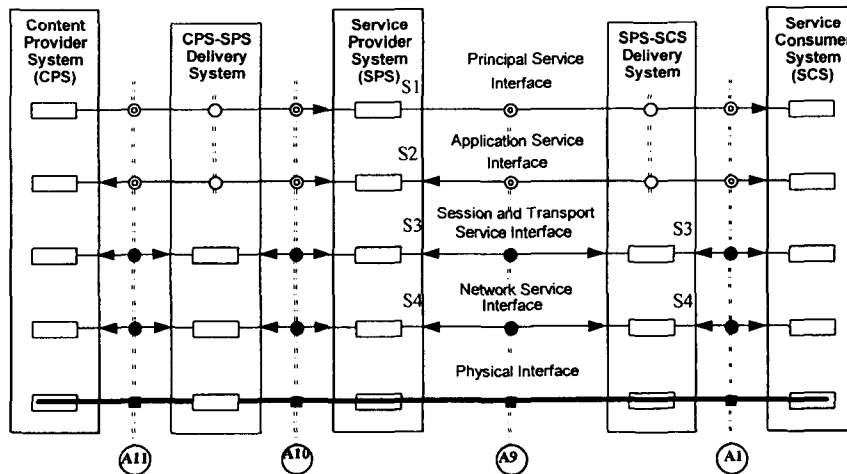 Content
Provider
System
(CPS)
CPS-SPS
Delivery
System
Service
Provider
System
(SPS)
SPS-SCS
Delivery
System
Service
Consumer
System
(SCS)
Principal Service
Interface
S1
Application Service
Interface
S2
Session and Transport
Service Interface
S3
S3
Network Service
Interface
S4
S4
Physical Interface
A11
A10
A9
A1